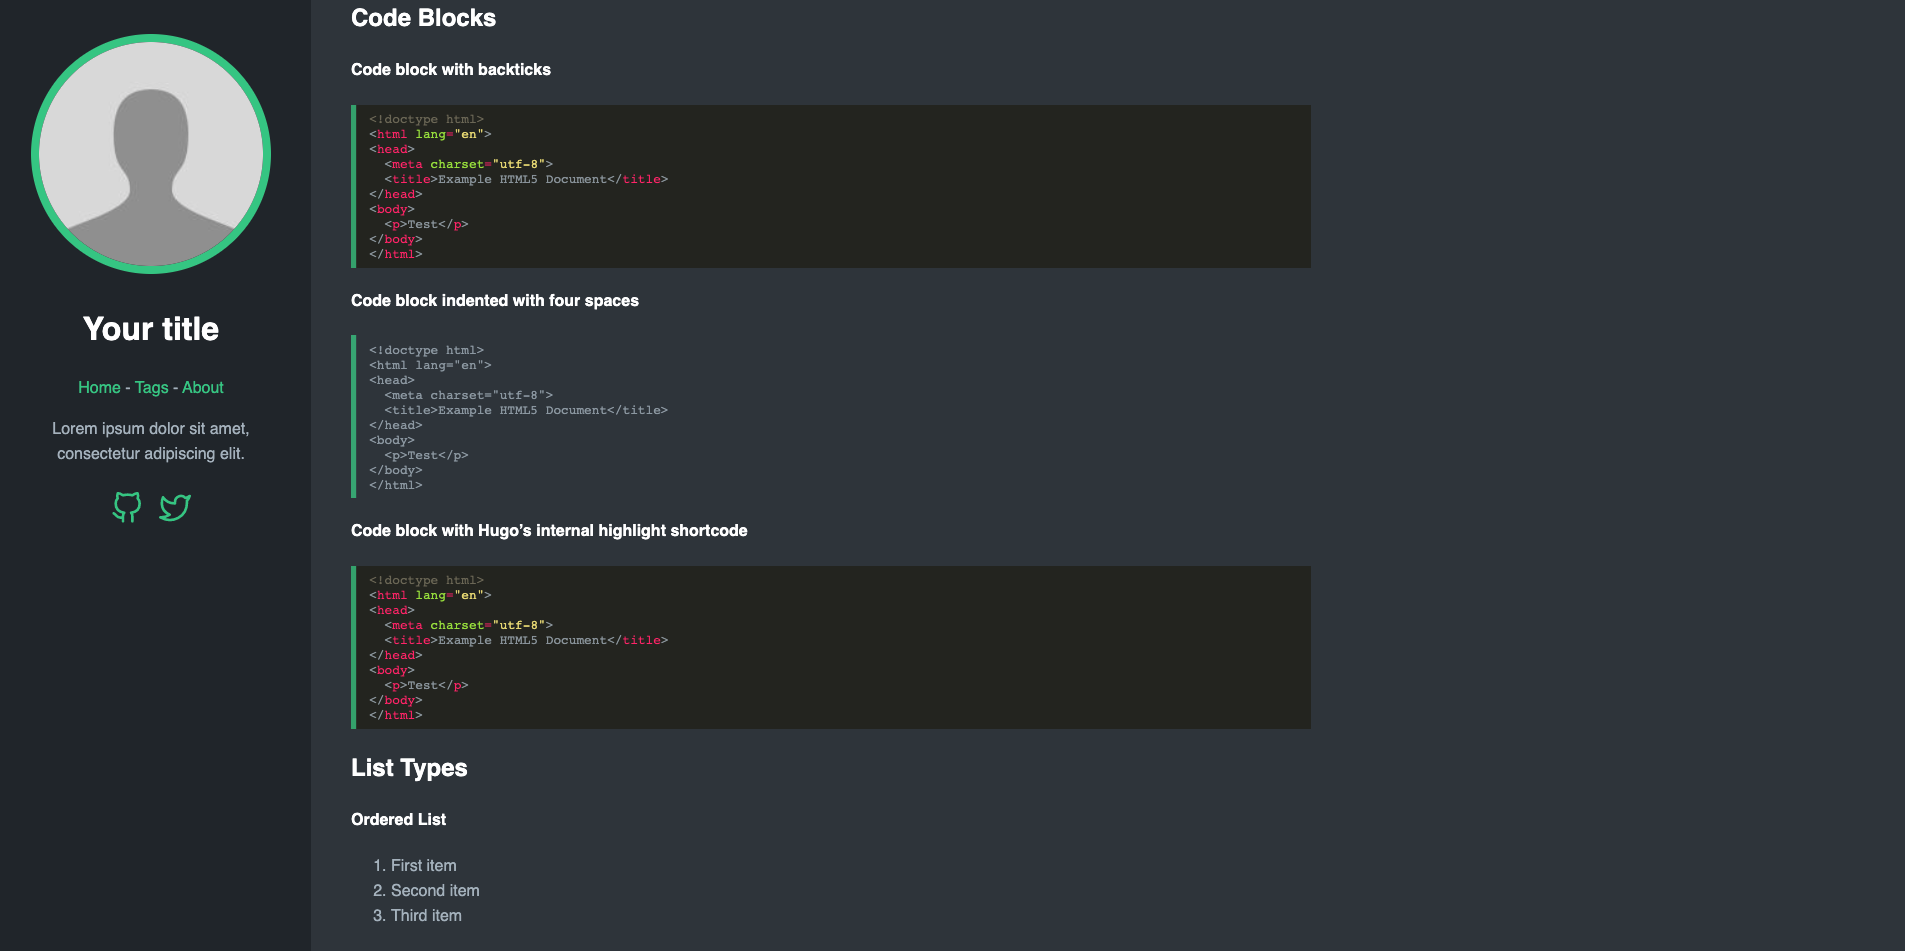 Your title
Home - Tags - About
Lorem ipsum dolor sit amet,
consectetur adipiscing elit.
Code Blocks
Code block with backticks
<!doctype html>
<html lang="en">
<head>
  <meta charset="utf-8">
  <title>Example HTML5 Document</title>
</head>
<body>
  <p>Test</p>
</body>
</html>
Code block indented with four spaces
<!doctype html>
<html lang="en">
<head>
  <meta charset="utf-8">
  <title>Example HTML5 Document</title>
</head>
<body>
  <p>Test</p>
</body>
</html>
Code block with Hugo’s internal highlight shortcode
<!doctype html>
<html lang="en">
<head>
  <meta charset="utf-8">
  <title>Example HTML5 Document</title>
</head>
<body>
  <p>Test</p>
</body>
</html>
List Types
Ordered List
1. First item
2. Second item
3. Third item